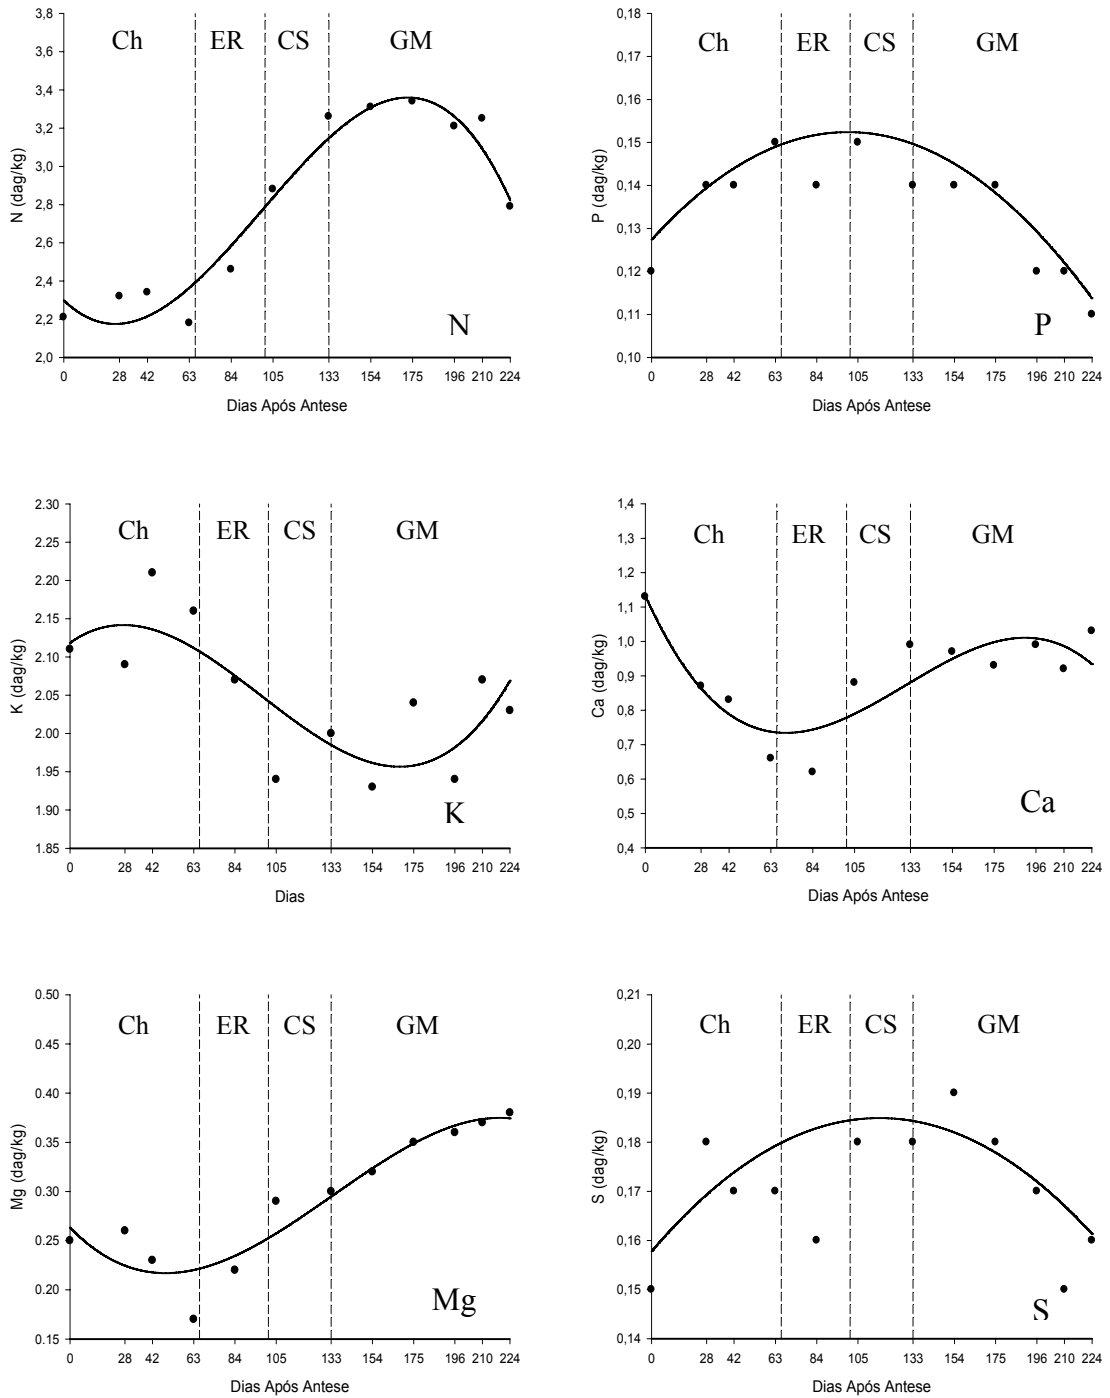 3,8
3,6
3,4
3,2
3,0
2,8
2,6
2,4
2,2
2,0
N (dag/kg)
Ch ER CS GM
N
0 28 42 63 84 105 133 154 175 196 210 224
Dias Após Antese
0,18
0,17
0,16
0,15
0,14
0,13
0,12
0,11
0,10
P (dag/kg)
Ch ER CS GM
P
0 28 42 63 84 105 133 154 175 196 210 224
Dias Após Antese
2.30
2.25
2.20
2.15
2.10
2.05
2.00
1.95
1.90
1.85
K (dag/kg)
Ch ER CS GM
K
0 28 42 63 84 105 133 154 175 196 210 224
Dias
1,4
1,3
1,2
1,1
1,0
0,9
0,8
0,7
0,6
0,5
0,4
Ca (dag/kg)
Ch ER CS GM
Ca
0 28 42 63 84 105 133 154 175 196 210 224
Dias Após Antese
0.50
0.45
0.40
0.35
0.30
0.25
0.20
0.15
Mg (dag/kg)
Ch ER CS GM
Mg
0 28 42 63 84 105 133 154 175 196 210 224
Dias Após Antese
0,21
0,20
0,19
0,18
0,17
0,16
0,15
0,14
S (dag/kg)
Ch ER CS GM
S
0 28 42 63 84 105 133 154 175 196 210 224
Dias Após Antese